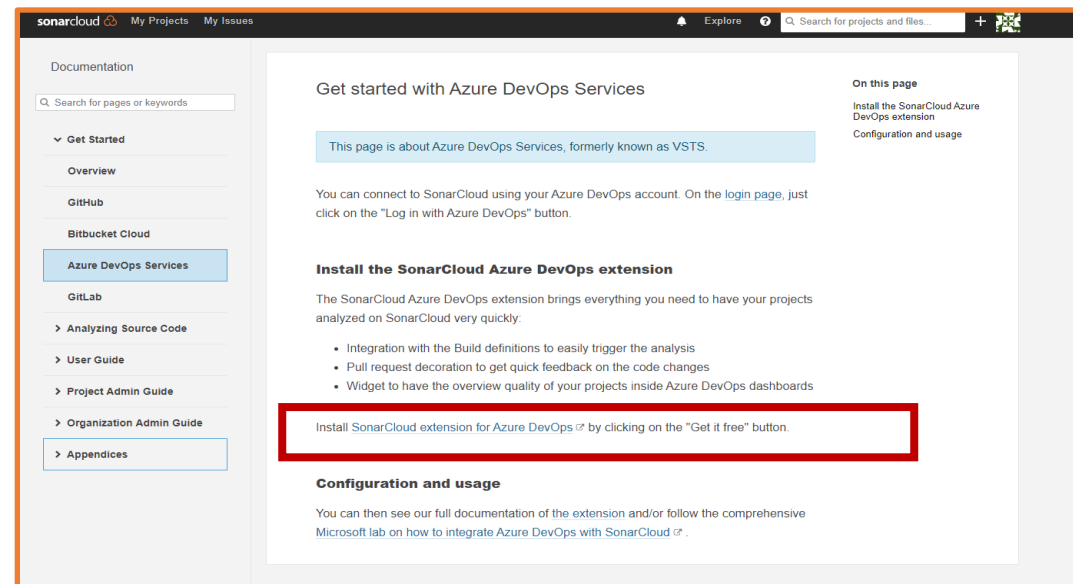 sonarcloud My Projects My Issues Explore Search for projects and files... +
Documentation
Search for pages or keywords
Get Started
Overview
GitHub
Bitbucket Cloud
Azure DevOps Services
GitLab
Analyzing Source Code
User Guide
Project Admin Guide
Organization Admin Guide
Appendices
Get started with Azure DevOps Services
This page is about Azure DevOps Services, formerly known as VSTS.
You can connect to SonarCloud using your Azure DevOps account. On the login page, just
click on the "Log in with Azure DevOps" button.
Install the SonarCloud Azure DevOps extension
The SonarCloud Azure DevOps extension brings everything you need to have your projects
analyzed on SonarCloud very quickly:
• Integration with the Build definitions to easily trigger the analysis
• Pull request decoration to get quick feedback on the code changes
• Widget to have the overview quality of your projects inside Azure DevOps dashboards
Install SonarCloud extension for Azure DevOps by clicking on the "Get it free" button.
Configuration and usage
You can then see our full documentation of the extension and/or follow the comprehensive
Microsoft lab on how to integrate Azure DevOps with SonarCloud .
On this page
Install the SonarCloud Azure
DevOps extension
Configuration and usage